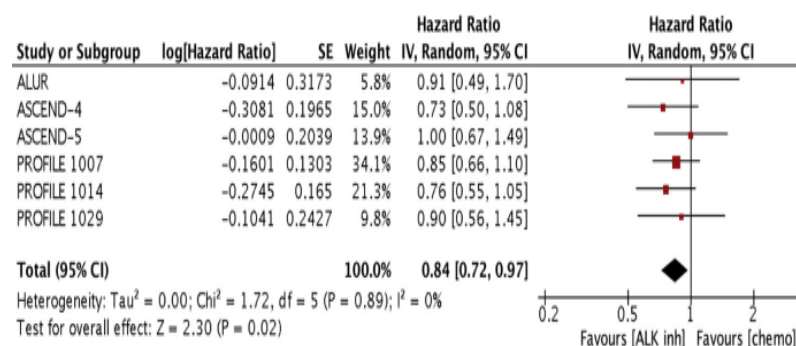 Hazard Ratio Hazard Ratio
Study or Subgroup log[Hazard Ratio] SE Weight IV, Random, 95% CI IV, Random, 95% CI
ALUR -0.0914 0.3173 5.8% 0.91 [0.49, 1.70]
ASCEND-4 -0.3081 0.1965 15.0% 0.73 [0.50, 1.08]
ASCEND-5 -0.0009 0.2039 13.9% 1.00 [0.67, 1.49]
PROFILE 1007 -0.1601 0.1303 34.1% 0.85 [0.66, 1.10]
PROFILE 1014 -0.2745 0.165 21.3% 0.76 [0.55, 1.05]
PROFILE 1029 -0.1041 0.2427 9.8% 0.90 [0.56, 1.45]
Total (95% CI) 100.0% 0.84 [0.72, 0.97]
Heterogeneity: Tau² = 0.00; Chi² = 1.72, df = 5 (P = 0.89); I² = 0%
Test for overall effect: Z = 2.30 (P = 0.02)
0.2 0.5 1 2
Favours [ALK inh] Favours [chemo]